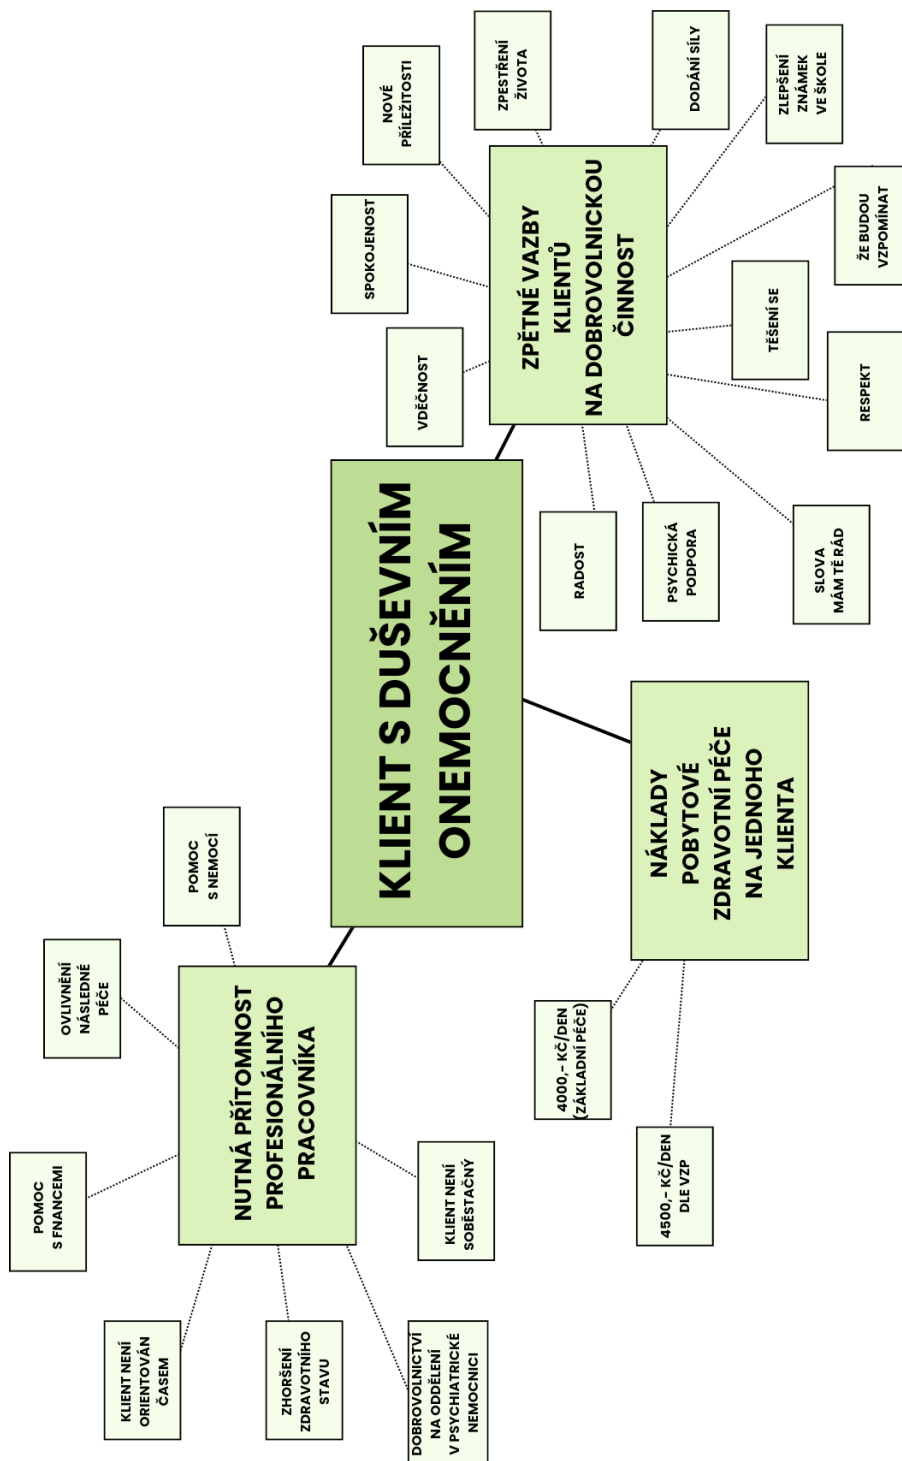 KLIENT S DUŠEVNÍM
ONEMOCNĚNÍM
NUTNÁ PŘÍTOMNOST
PROFESIONÁLNÍHO
PRACOVNÍKA
POMOC
S FNANCEMI
OVLIVNĚNÍ
NÁSLEDNÉ
PÉČE
POMOC
S NEMOCÍ
KLIENT NENÍ
ORIENTOVÁN
ČASEM
ZHORŠENÍ
ZDRAVOTNÍHO
STAVU
DOBROVOLNICTVÍ
NA ODDĚLENÍ
V PSYCHIATRICKÉ
NEMOCNICI
KLIENT NENÍ
SOBĚSTAČNÝ
ZPĚTNÉ VAZBY
KLIENTŮ
NA DOBROVOLNICKOU
ČINNOST
VDĚČNOST
SPOKOJENOST
NOVÉ
PŘÍLEŽITOSTI
ZPESTŘENÍ
ŽIVOTA
DODÁNÍ SÍLY
ZLEPŠENÍ
ZNÁMEK
VE ŠKOLE
ŽE BUDOU
VZPOMÍNAT
TĚŠENÍ SE
RESPEKT
SLOVA
MÁM TĚ RÁD
PSYCHICKÁ
PODPORA
RADOST
NÁKLADY
POBYTOVÉ
ZDRAVOTNÍ PÉČE
NA JEDNOHO
KLIENTA
4000,- KČ/DEN
(ZÁKLADNÍ PÉČE)
4500,- KČ/DEN
DLE VZP